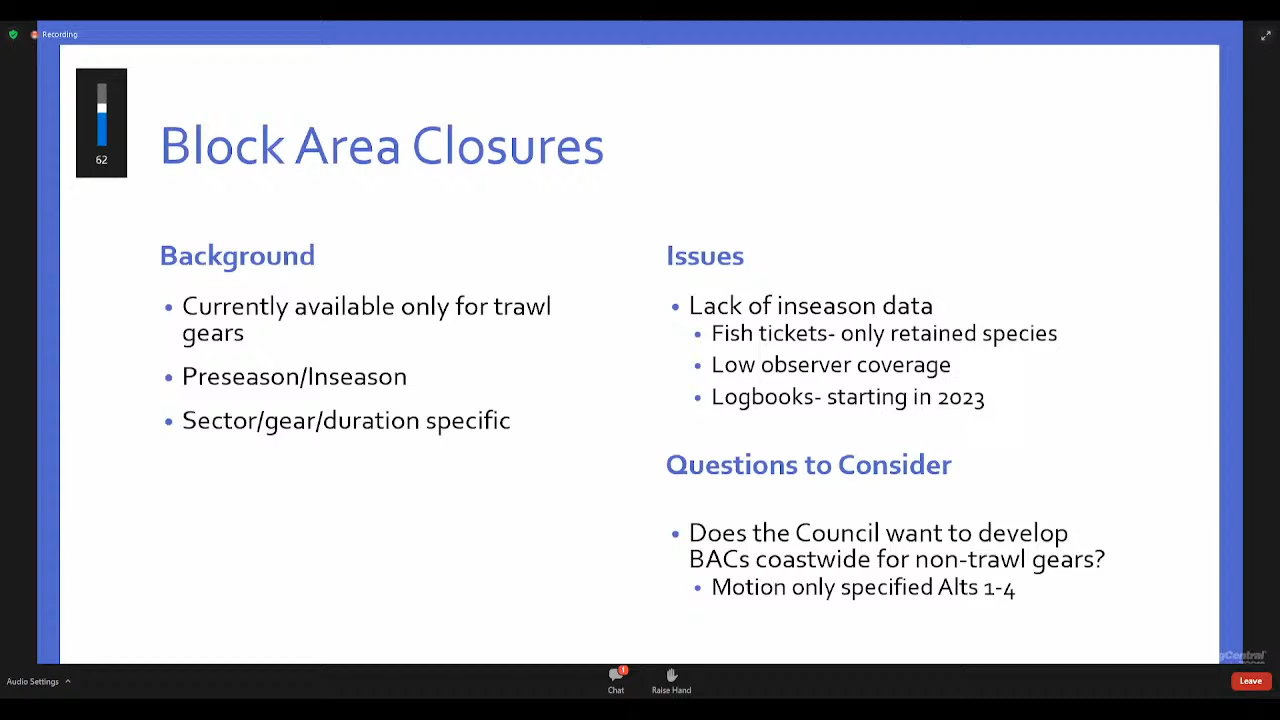 Recording
62
Block Area Closures
Background
• Currently available only for trawl
gears
• Preseason/Inseason
• Sector/gear/duration specific
Issues
• Lack of inseason data
• Fish tickets- only retained species
• Low observer coverage
• Logbooks- starting in 2023
Questions to Consider
• Does the Council want to develop
BACs coastwide for non-trawl gears?
• Motion only specified Alts 1-4
Audio Settings
1
Chat
Raise Hand
Leave